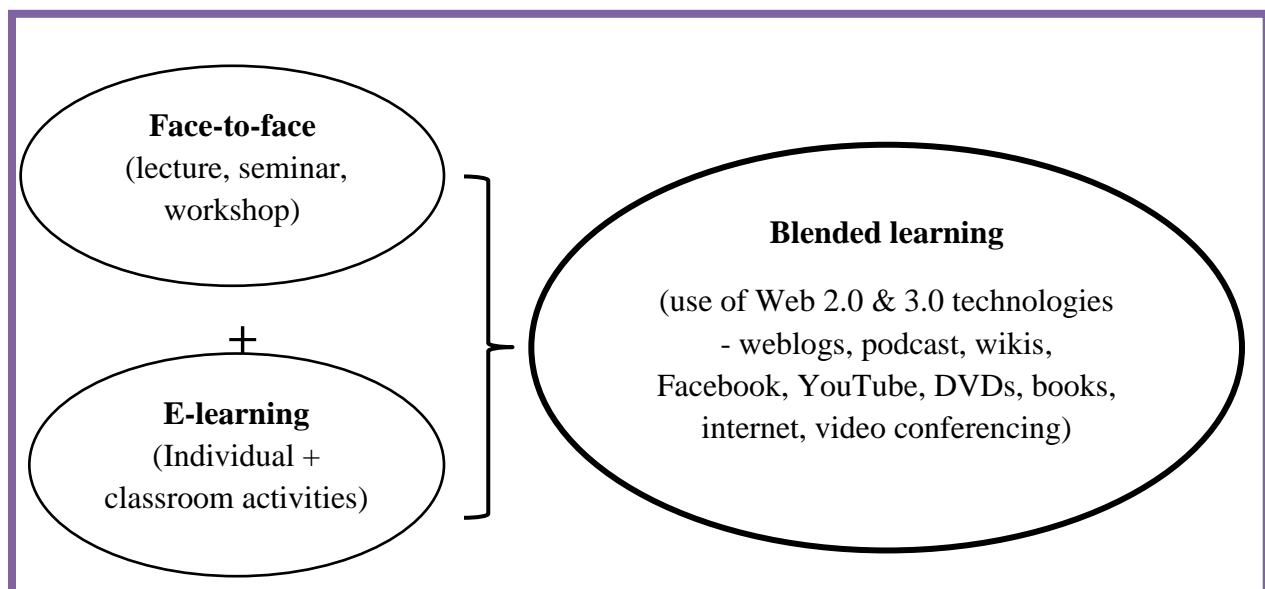 Face-to-face
(lecture, seminar,
workshop)
+
E-learning
(Individual +
classroom activities)
Blended learning
(use of Web 2.0 & 3.0 technologies
- weblogs, podcast, wikis,
Facebook, YouTube, DVDs, books,
internet, video conferencing)